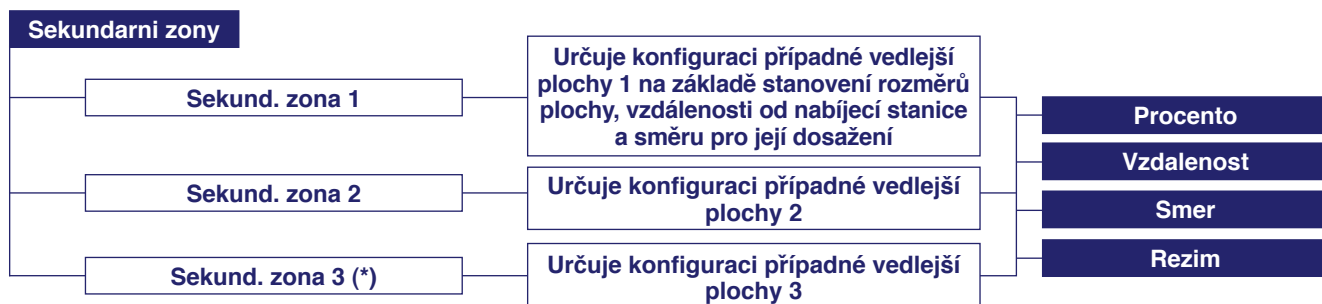 Sekundarni zony
Sekund. zona 1
Určuje konfiguraci případné vedlejší
plochy 1 na základě stanovení rozměrů
plochy, vzdálenosti od nabíjecí stanice
a směru pro její dosažení
Sekund. zona 2
Určuje konfiguraci případné vedlejší
plochy 2
Sekund. zona 3 (*)
Určuje konfiguraci případné vedlejší
plochy 3
Procento
Vzdalenost
Smer
Rezim